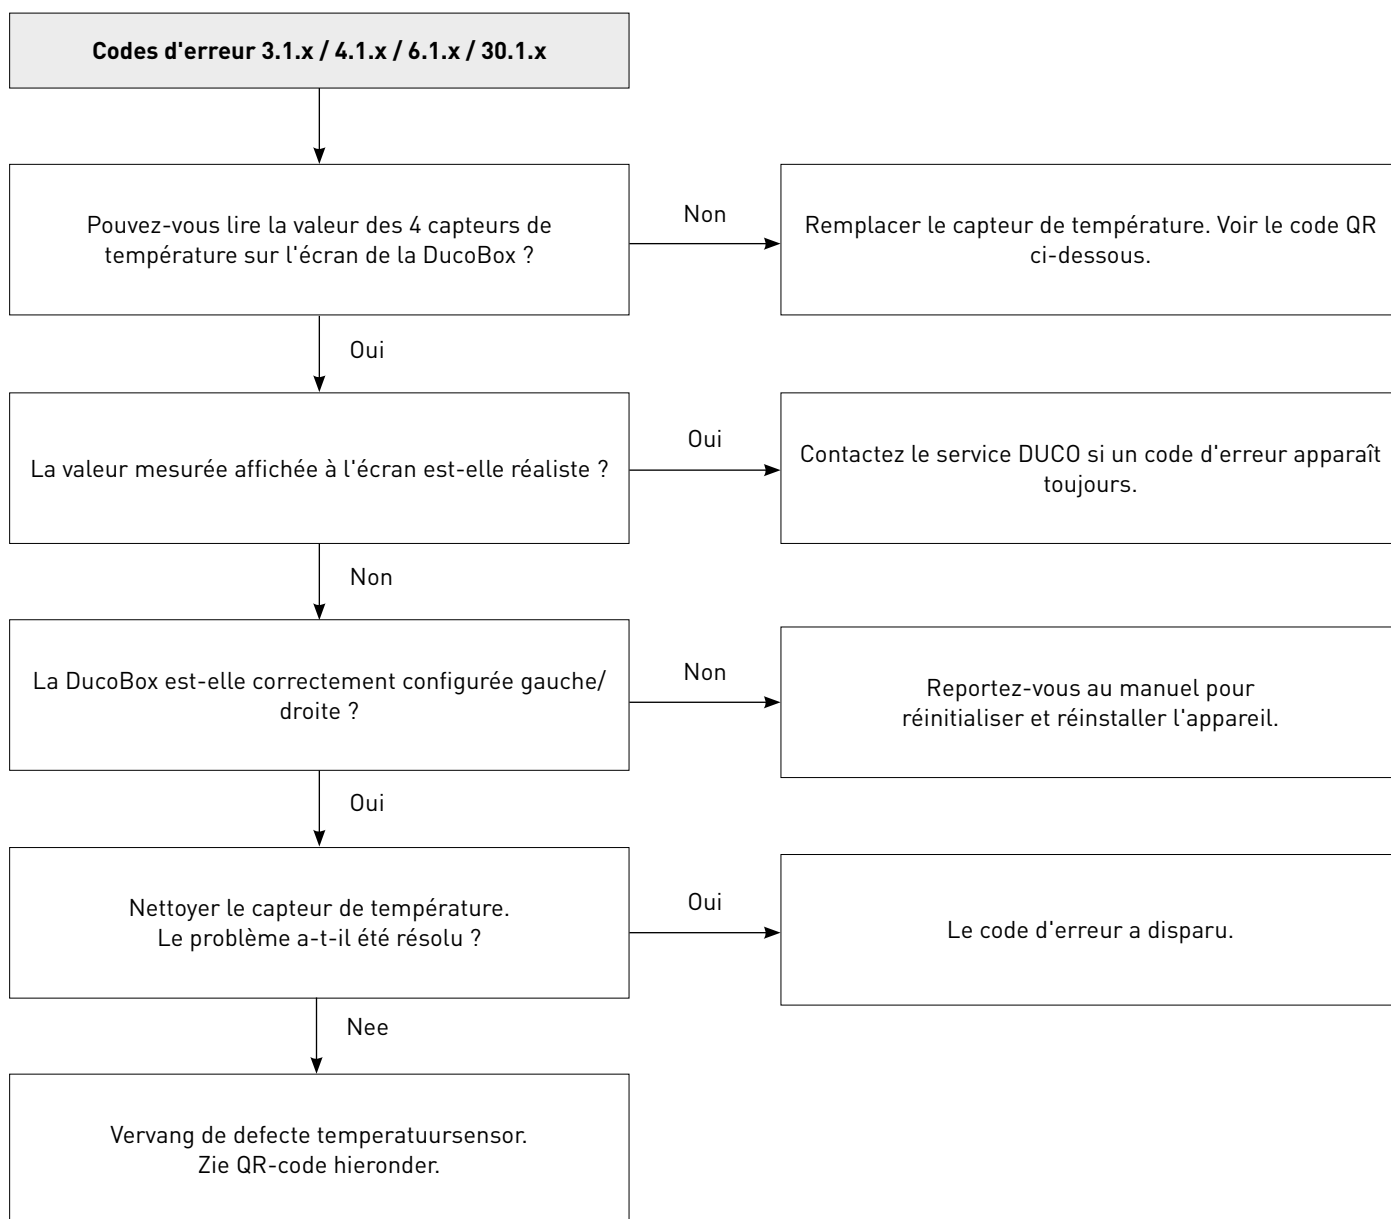 Codes d'erreur 3.1.x / 4.1.x / 6.1.x / 30.1.x
Pouvez-vous lire la valeur des 4 capteurs de
température sur l'écran de la DucoBox ?
Non
Remplacer le capteur de température. Voir le code QR
ci-dessous.
Oui
La valeur mesurée affichée à l'écran est-elle réaliste ?
Oui
Contactez le service DUCO si un code d'erreur apparaît
toujours.
Non
La DucoBox est-elle correctement configurée gauche/
droite ?
Non
Reportez-vous au manuel pour
réinitialiser et réinstaller l'appareil.
Oui
Nettoyer le capteur de température.
Le problème a-t-il été résolu ?
Oui
Le code d'erreur a disparu.
Nee
Vervang de defecte temperatuursensor.
Zie QR-code hieronder.